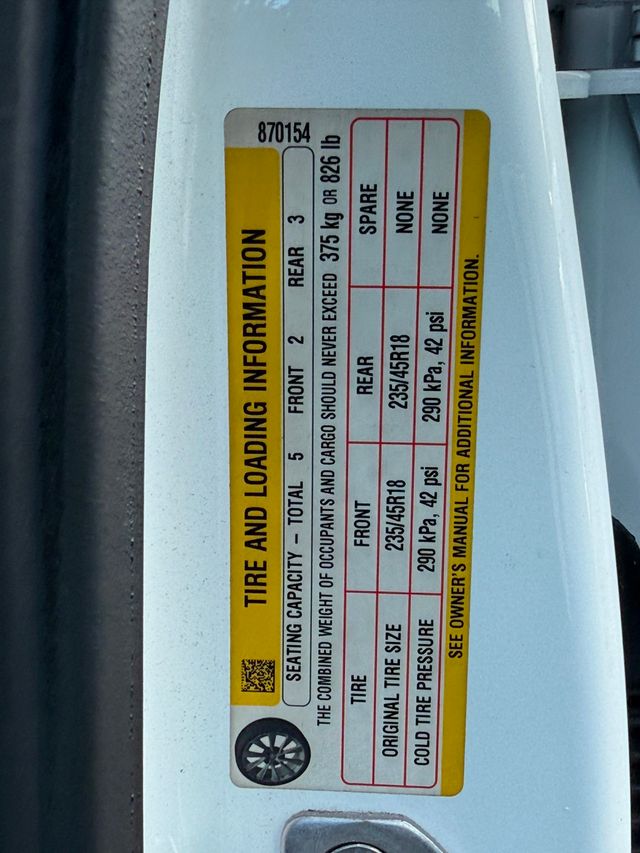 870154
TIRE AND LOADING INFORMATION
SEATING CAPACITY – TOTAL 5 FRONT 2 REAR 3
THE COMBINED WEIGHT OF OCCUPANTS AND CARGO SHOULD NEVER EXCEED 375 kg OR 826 lb
TIRE FRONT REAR SPARE
ORIGINAL TIRE SIZE 235/45R18 235/45R18 NONE
COLD TIRE PRESSURE 290 kPa, 42 psi 290 kPa, 42 psi NONE
SEE OWNER'S MANUAL FOR ADDITIONAL INFORMATION.